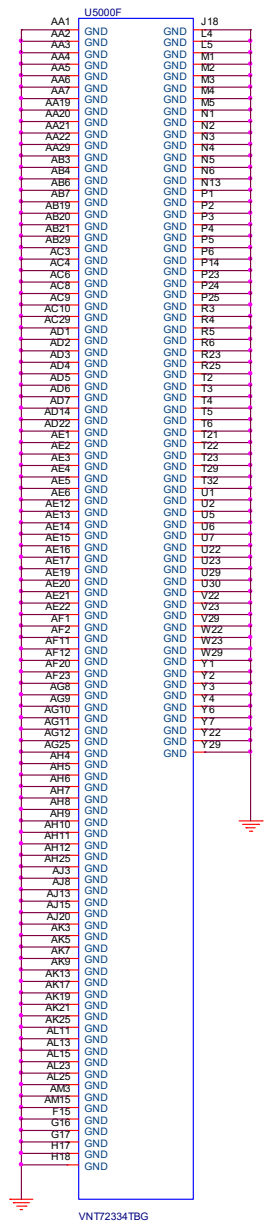 U5000F
AA1 GND GND J18
AA2 GND GND L4
AA3 GND GND L5
AA4 GND GND M1
AA5 GND GND M2
AA6 GND GND M3
AA7 GND GND M4
AA19 GND GND M5
AA20 GND GND N1
AA21 GND GND N2
AA22 GND GND N3
AA29 GND GND N4
AB3 GND GND N5
AB4 GND GND N6
AB6 GND GND N13
AB7 GND GND P1
AB19 GND GND P2
AB20 GND GND P3
AB21 GND GND P4
AB29 GND GND P5
AC3 GND GND P6
AC4 GND GND P14
AC6 GND GND P23
AC8 GND GND P24
AC9 GND GND P25
AC10 GND GND R3
AC29 GND GND R4
AD1 GND GND R5
AD2 GND GND R6
AD3 GND GND R23
AD4 GND GND R25
AD5 GND GND T2
AD6 GND GND T3
AD7 GND GND T4
AD14 GND GND T5
AD22 GND GND T6
AE1 GND GND T21
AE2 GND GND T22
AE3 GND GND T23
AE4 GND GND T29
AE5 GND GND T32
AE6 GND GND U1
AE12 GND GND U2
AE13 GND GND U5
AE14 GND GND U6
AE15 GND GND U7
AE16 GND GND U22
AE17 GND GND U23
AE19 GND GND U29
AE20 GND GND U30
AE21 GND GND V22
AE22 GND GND V23
AF1 GND GND V29
AF2 GND GND W22
AF11 GND GND W23
AF12 GND GND W29
AF20 GND GND Y1
AF23 GND GND Y2
AG8 GND GND Y3
AG9 GND GND Y4
AG10 GND GND Y6
AG11 GND GND Y7
AG12 GND GND Y22
AG25 GND GND Y29
AH4 GND
AH5 GND
AH6 GND
AH7 GND
AH8 GND
AH9 GND
AH10 GND
AH11 GND
AH12 GND
AH25 GND
AJ3 GND
AJ8 GND
AJ13 GND
AJ15 GND
AJ20 GND
AK3 GND
AK5 GND
AK7 GND
AK9 GND
AK13 GND
AK17 GND
AK19 GND
AK21 GND
AK25 GND
AL11 GND
AL13 GND
AL15 GND
AL23 GND
AL25 GND
AM3 GND
AM15 GND
F15 GND
G16 GND
G17 GND
H17 GND
H18 GND
VNT72334TBG